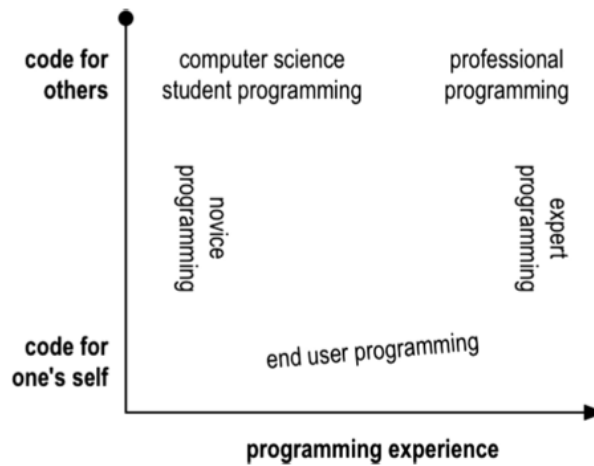 code for
others
computer science
student programming
professional
programming
novice
programming
expert
programming
code for
one's self
end user programming
programming experience